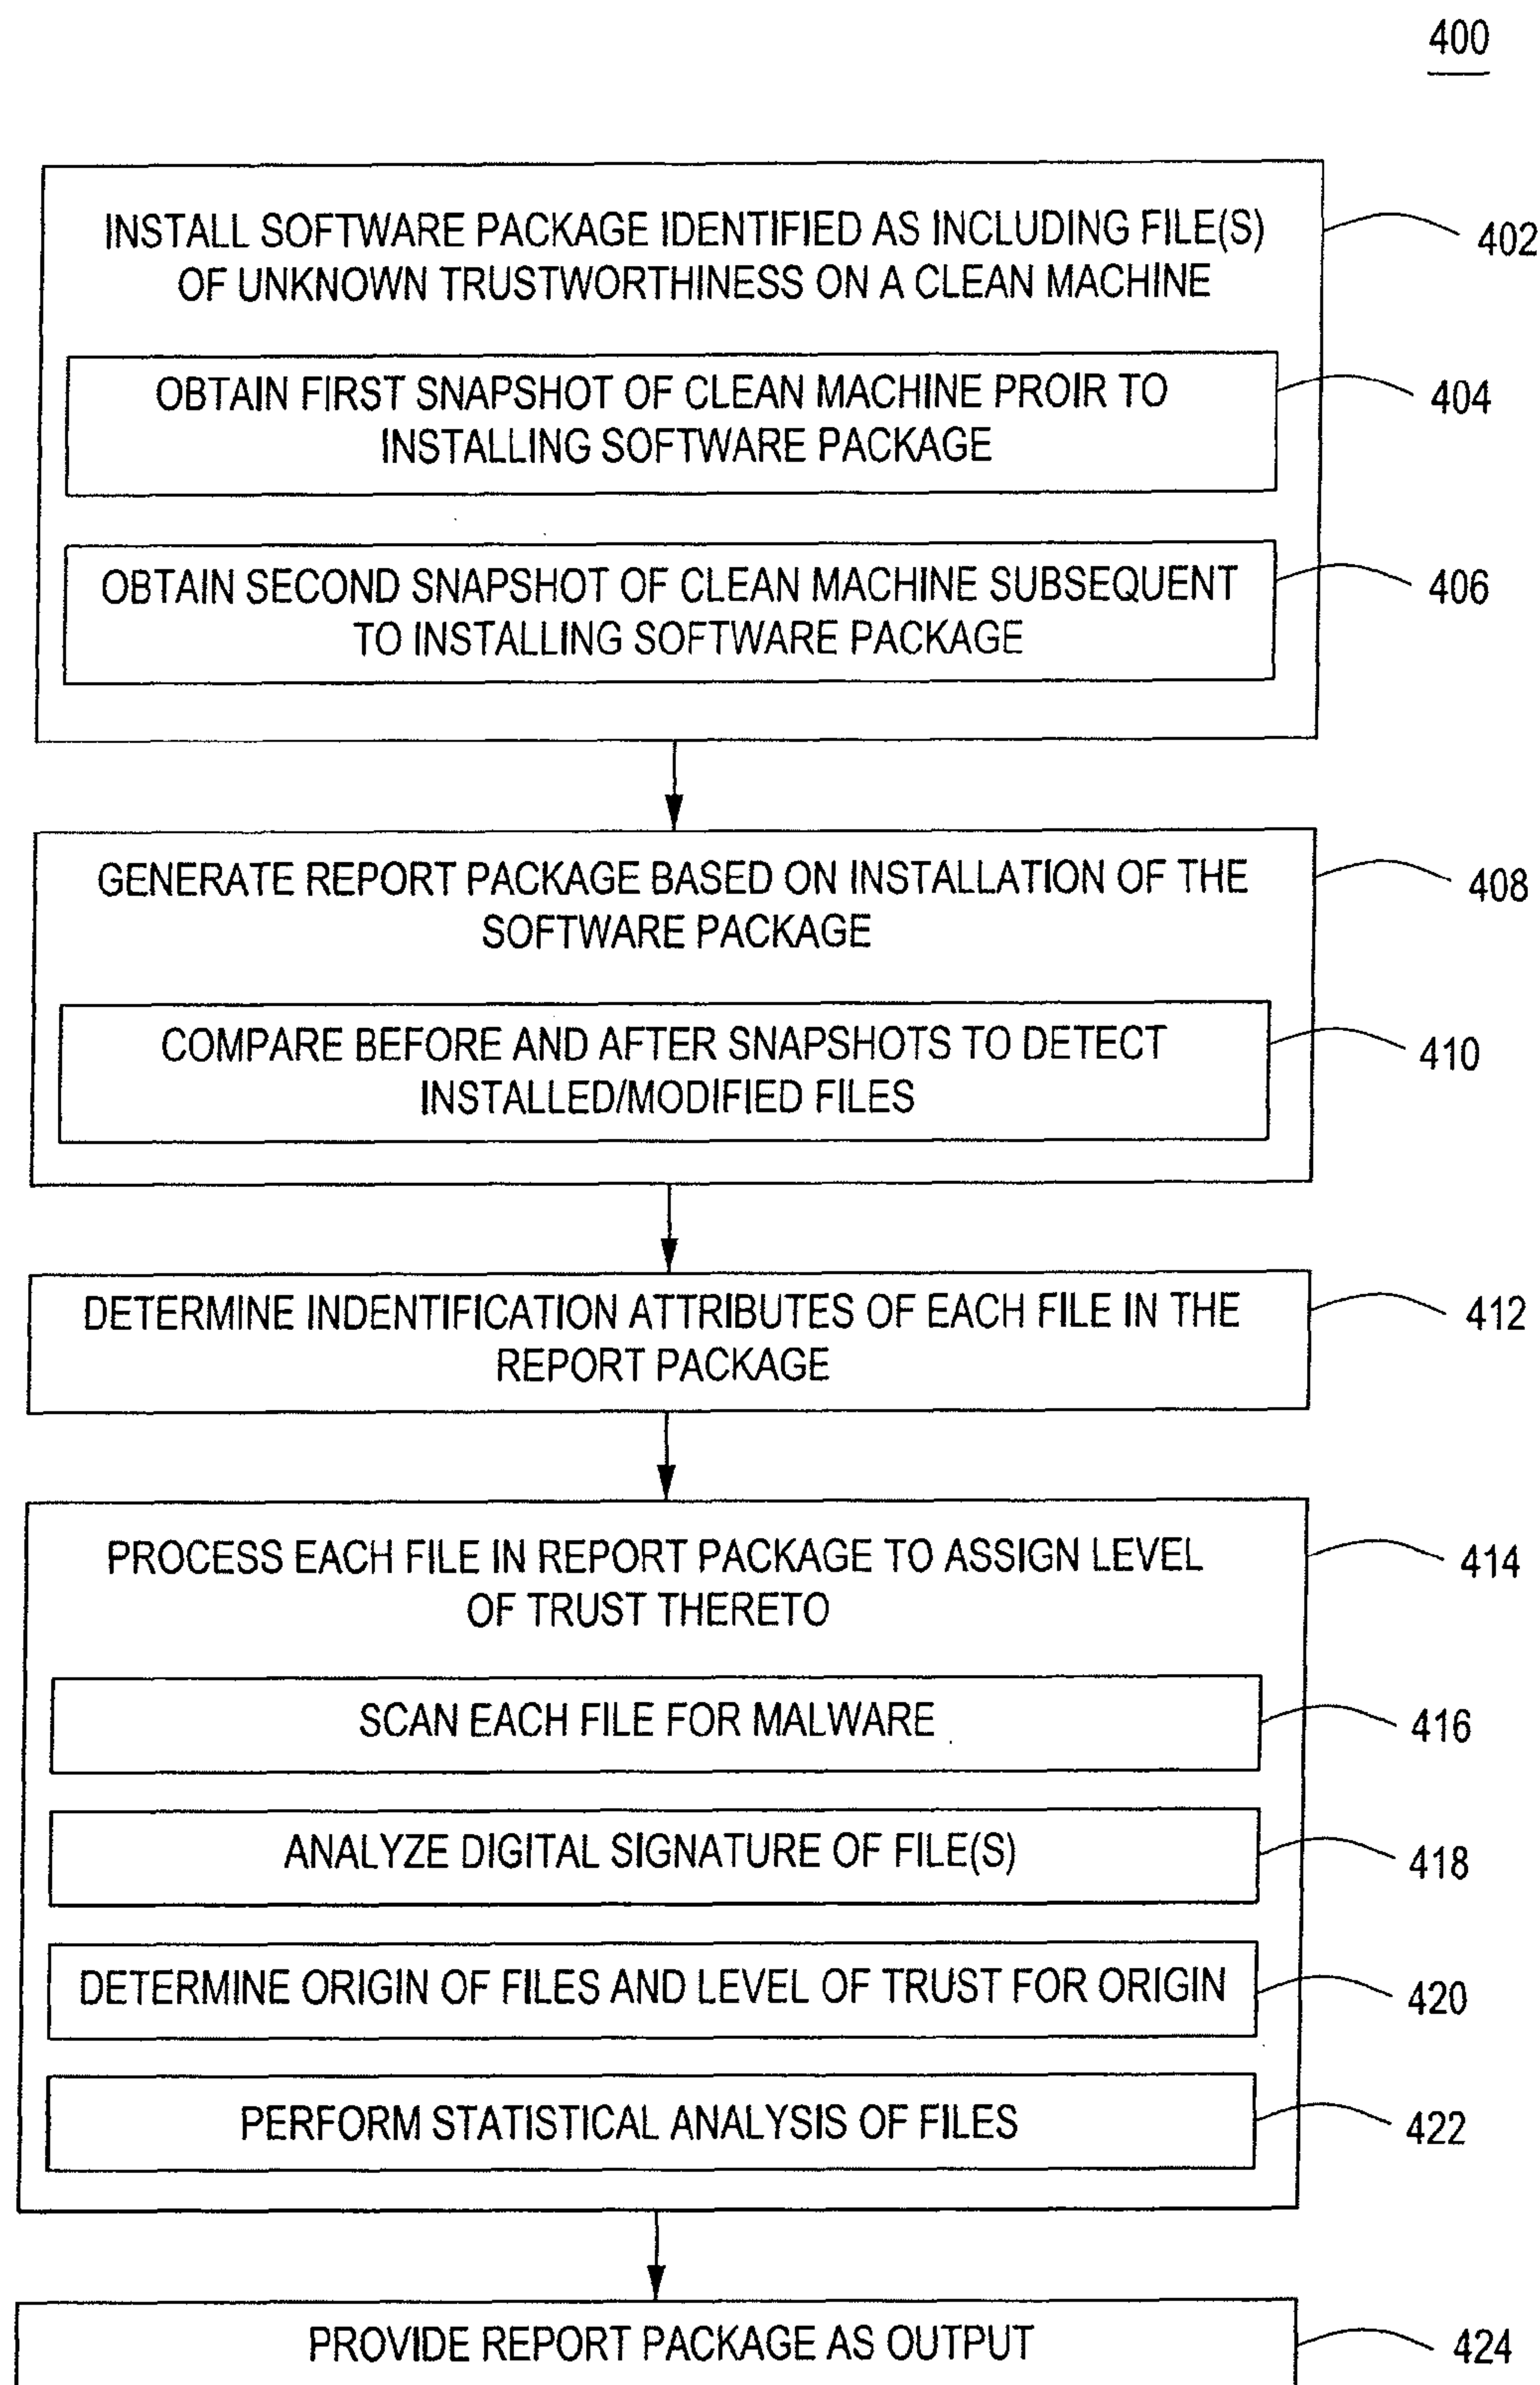 400
INSTALL SOFTWARE PACKAGE IDENTIFIED AS INCLUDING FILE(S)
OF UNKNOWN TRUSTWORTHINESS ON A CLEAN MACHINE
402
OBTAIN FIRST SNAPSHOT OF CLEAN MACHINE PROIR TO
INSTALLING SOFTWARE PACKAGE
404
OBTAIN SECOND SNAPSHOT OF CLEAN MACHINE SUBSEQUENT
TO INSTALLING SOFTWARE PACKAGE
406
GENERATE REPORT PACKAGE BASED ON INSTALLATION OF THE
SOFTWARE PACKAGE
408
COMPARE BEFORE AND AFTER SNAPSHOTS TO DETECT
INSTALLED/MODIFIED FILES
410
DETERMINE INDENTIFICATION ATTRIBUTES OF EACH FILE IN THE
REPORT PACKAGE
412
PROCESS EACH FILE IN REPORT PACKAGE TO ASSIGN LEVEL
OF TRUST THERETO
414
SCAN EACH FILE FOR MALWARE
416
ANALYZE DIGITAL SIGNATURE OF FILE(S)
418
DETERMINE ORIGIN OF FILES AND LEVEL OF TRUST FOR ORIGIN
420
PERFORM STATISTICAL ANALYSIS OF FILES
422
PROVIDE REPORT PACKAGE AS OUTPUT
424